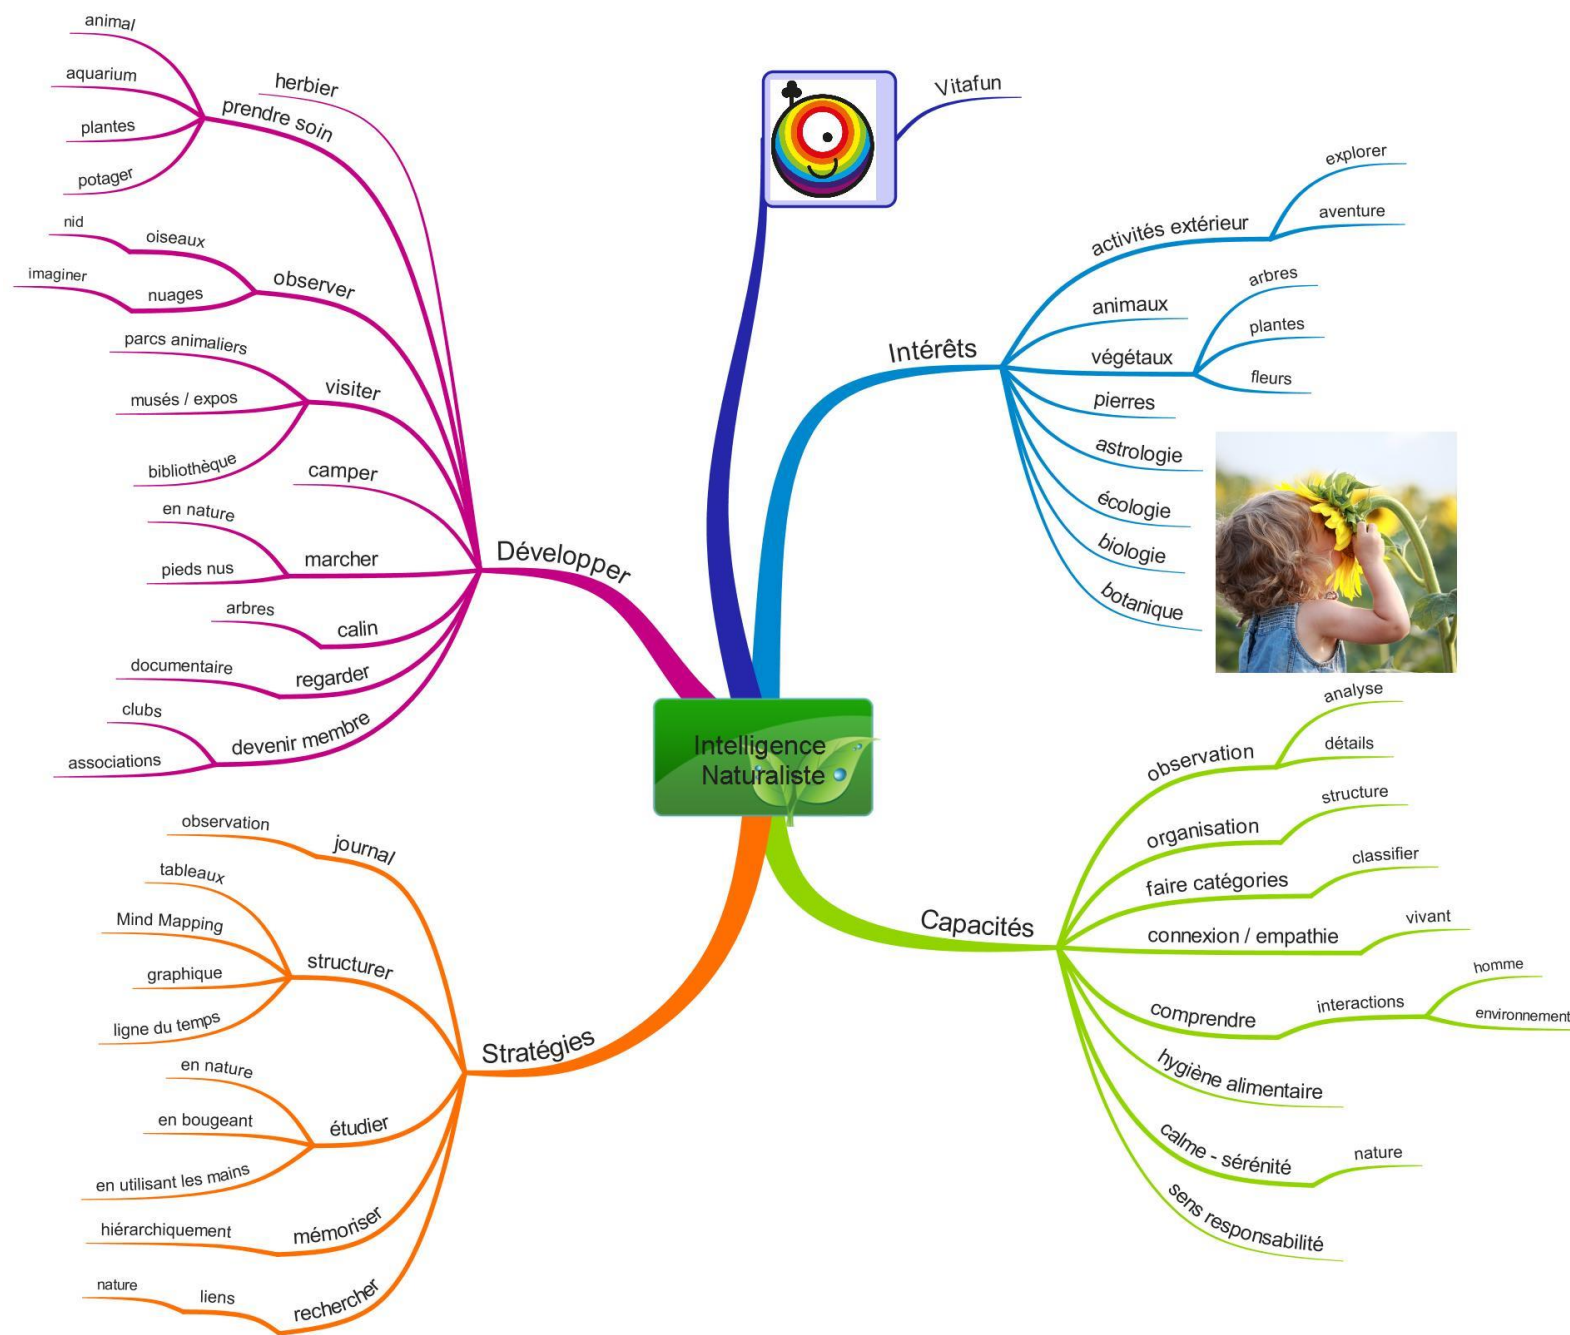 Intelligence
Naturaliste
Vitafun
Intérêts
activités extérieur
explorer
aventure
animaux
végétaux
arbres
plantes
fleurs
pierres
astrologie
écologie
biologie
botanique
Capacités
observation
analyse
détails
organisation
structure
faire catégories
classifier
connexion / empathie
vivant
comprendre
interactions
homme
environnement
hygiène alimentaire
calme - sérénité
nature
sens responsabilité
Développer
herbier
prendre soin
animal
aquarium
plantes
potager
observer
oiseaux
nid
nuages
imaginer
visiter
parcs animaliers
musés / expos
bibliothèque
camper
marcher
en nature
pieds nus
calin
arbres
regarder
documentaire
devenir membre
clubs
associations
Stratégies
journal
observation
structurer
tableaux
Mind Mapping
graphique
ligne du temps
étudier
en nature
en bougeant
en utilisant les mains
mémoriser
hiérarchiquement
rechercher
liens
nature